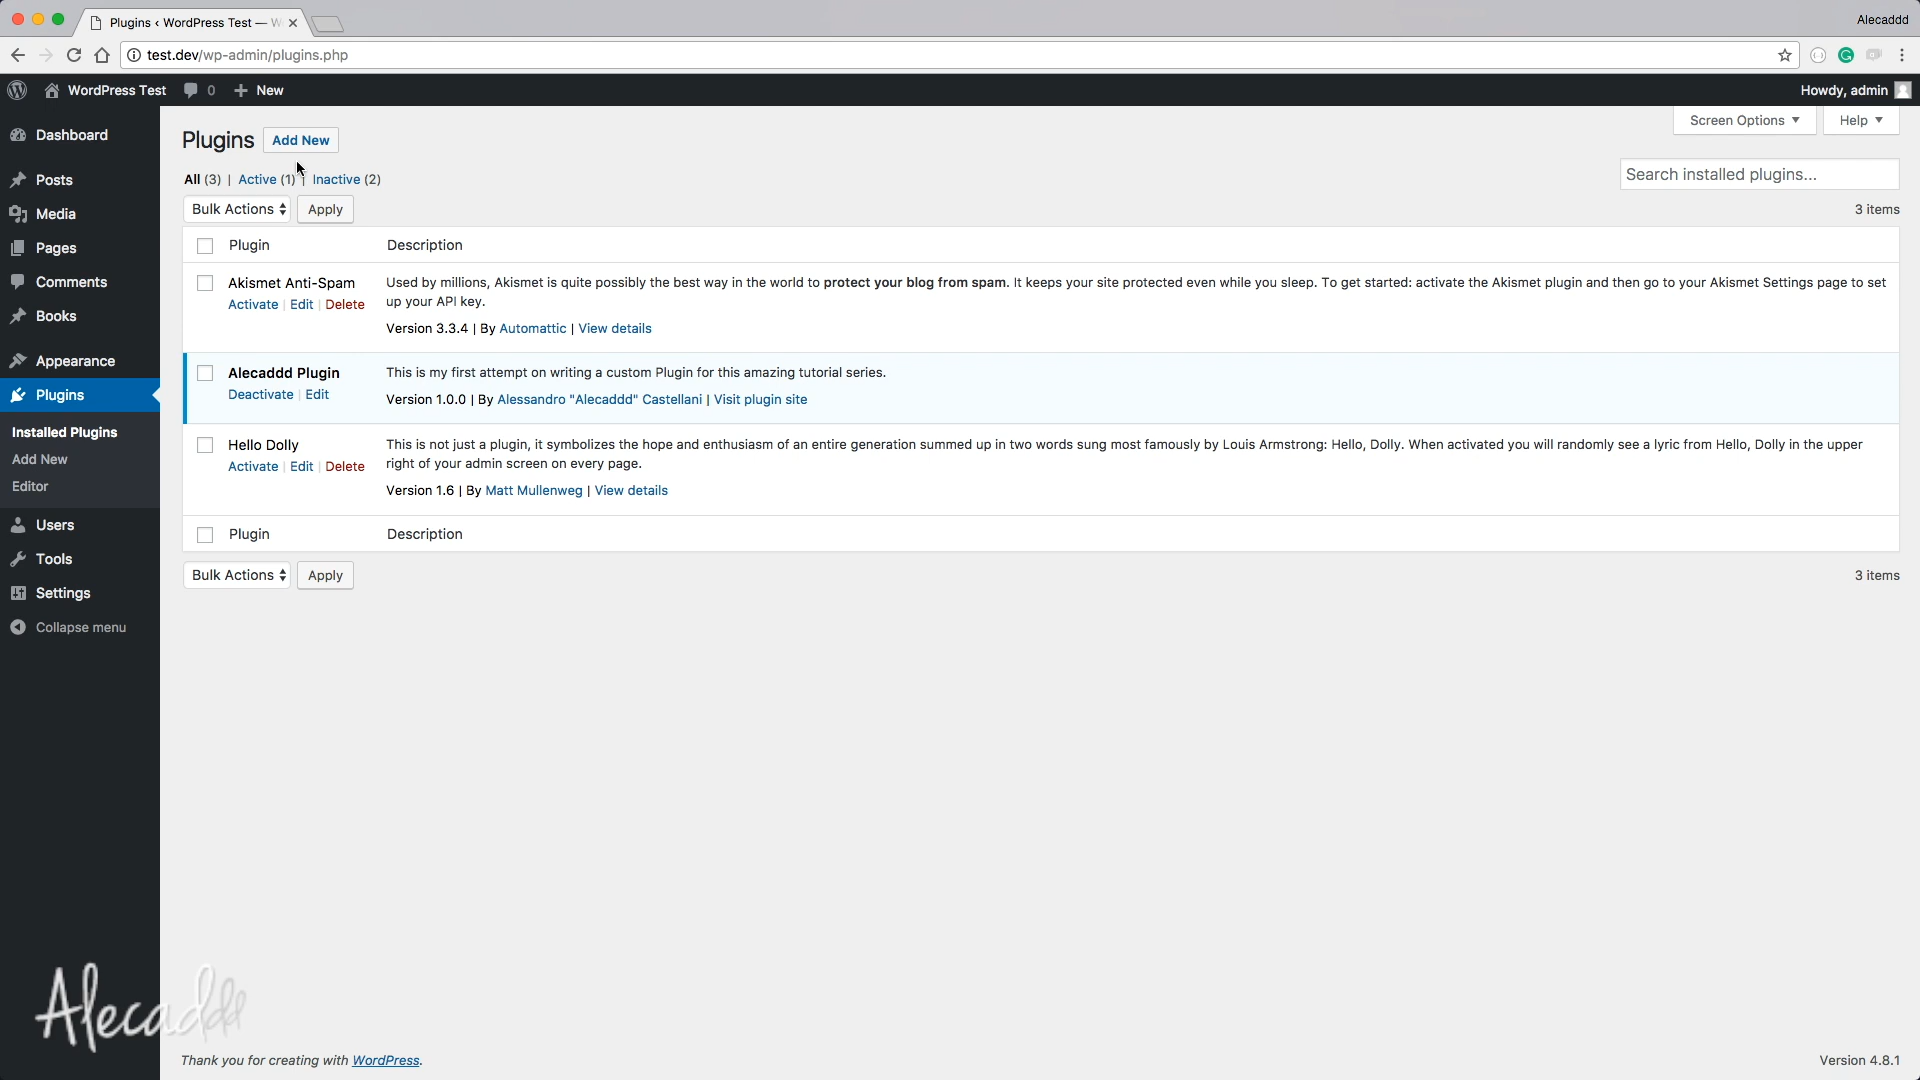 Plugins ‹ WordPress Test — W
Alecaddd
test.dev/wp-admin/plugins.php
WordPress Test 0 New
Howdy, admin
Dashboard
Posts
Media
Pages
Comments
Books
Appearance
Plugins
Installed Plugins
Add New
Editor
Users
Tools
Settings
Collapse menu
Screen Options Help
Plugins Add New
All (3) | Active (1) | Inactive (2)
Search installed plugins...
Bulk Actions Apply
3 items
Plugin Description
Akismet Anti-Spam
Activate | Edit | Delete
Used by millions, Akismet is quite possibly the best way in the world to protect your blog from spam. It keeps your site protected even while you sleep. To get started: activate the Akismet plugin and then go to your Akismet Settings page to set
up your API key.
Version 3.3.4 | By Automattic | View details
Alecaddd Plugin
Deactivate | Edit
This is my first attempt on writing a custom Plugin for this amazing tutorial series.
Version 1.0.0 | By Alessandro "Alecaddd" Castellani | Visit plugin site
Hello Dolly
Activate | Edit | Delete
This is not just a plugin, it symbolizes the hope and enthusiasm of an entire generation summed up in two words sung most famously by Louis Armstrong: Hello, Dolly. When activated you will randomly see a lyric from Hello, Dolly in the upper
right of your admin screen on every page.
Version 1.6 | By Matt Mullenweg | View details
Plugin Description
Bulk Actions Apply
3 items
Alecaddd
Thank you for creating with WordPress.
Version 4.8.1